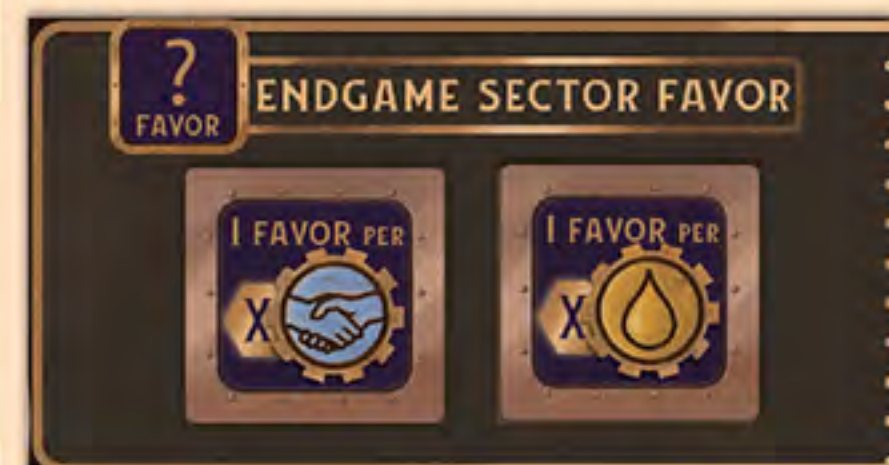 ?
FAVOR
ENDGAME SECTOR FAVOR
1 FAVOR PER
X
1 FAVOR PER
X